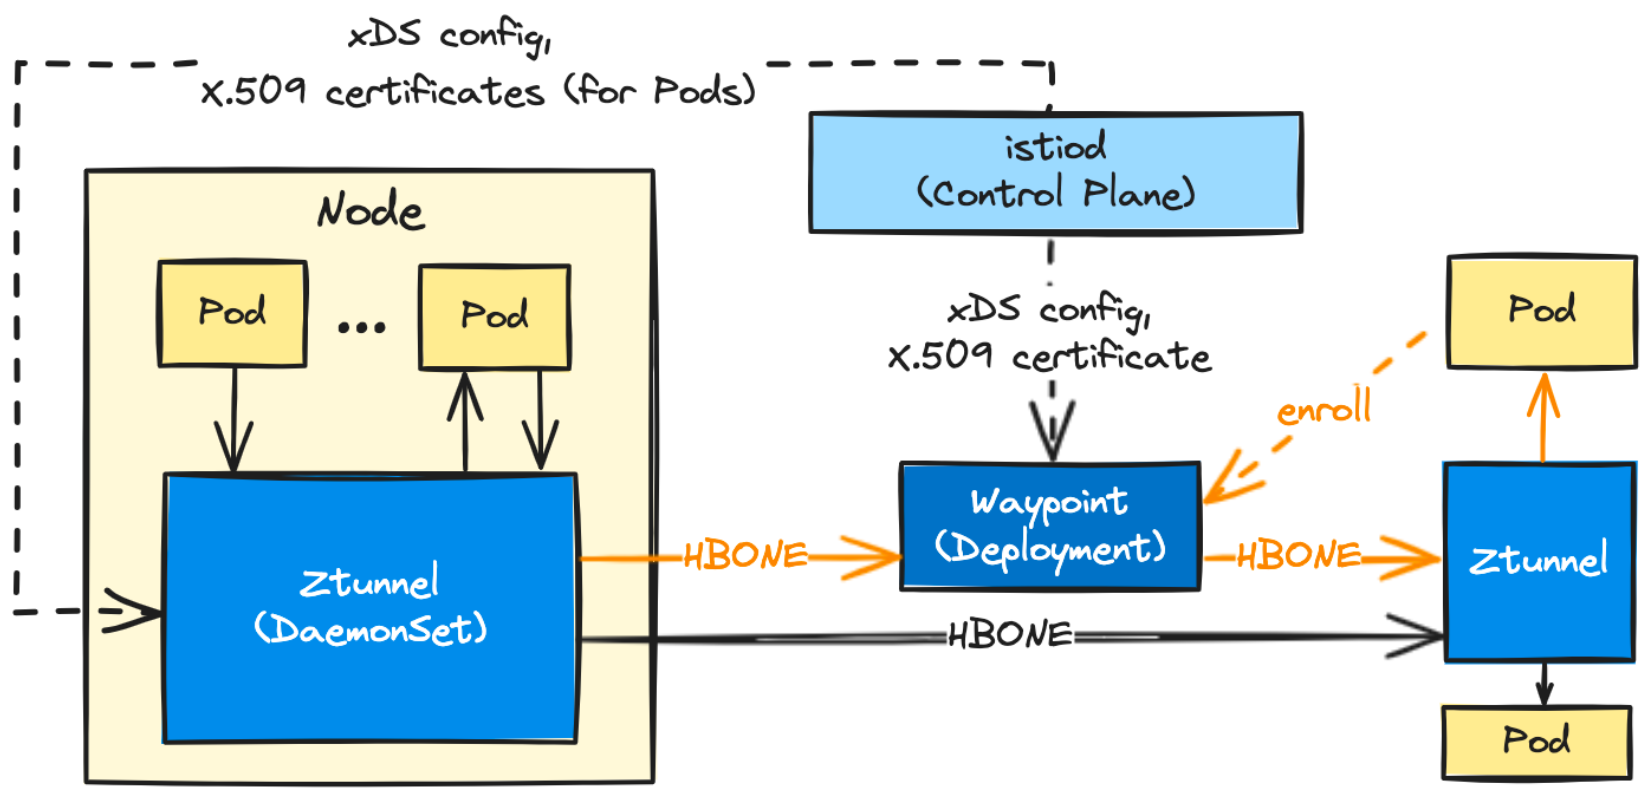 xDS config,
X.509 certificates (for Pods)
istiod
(Control Plane)
Node
Pod
...
Pod
xDS config,
X.509 certificate
Pod
enroll
Waypoint
(Deployment)
HBONE
HBONE
Ztunnel
(DaemonSet)
Ztunnel
HBONE
Pod